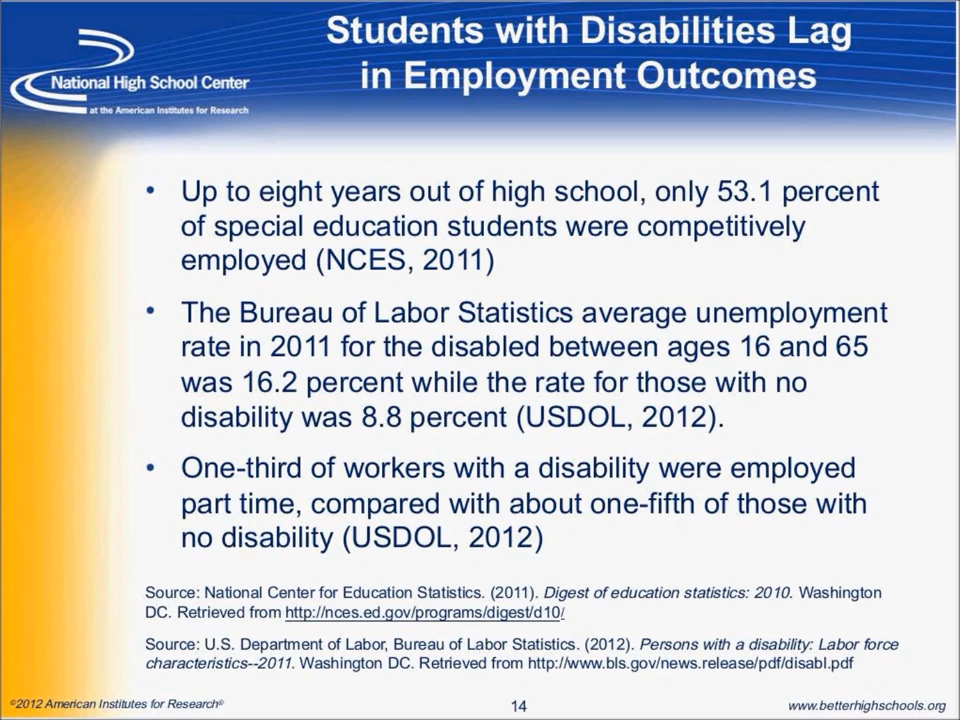 Students with Disabilities Lag
in Employment Outcomes
National High School Center
at the American Institutes for Research
• Up to eight years out of high school, only 53.1 percent
of special education students were competitively
employed (NCES, 2011)
• The Bureau of Labor Statistics average unemployment
rate in 2011 for the disabled between ages 16 and 65
was 16.2 percent while the rate for those with no
disability was 8.8 percent (USDOL, 2012).
• One-third of workers with a disability were employed
part time, compared with about one-fifth of those with
no disability (USDOL, 2012)
Source: National Center for Education Statistics. (2011). Digest of education statistics: 2010. Washington
DC. Retrieved from http://nces.ed.gov/programs/digest/d10/
Source: U.S. Department of Labor, Bureau of Labor Statistics. (2012). Persons with a disability: Labor force
characteristics--2011. Washington DC. Retrieved from http://www.bls.gov/news.release/pdf/disabl.pdf
©2012 American Institutes for Research®
14
www.betterhighschools.org